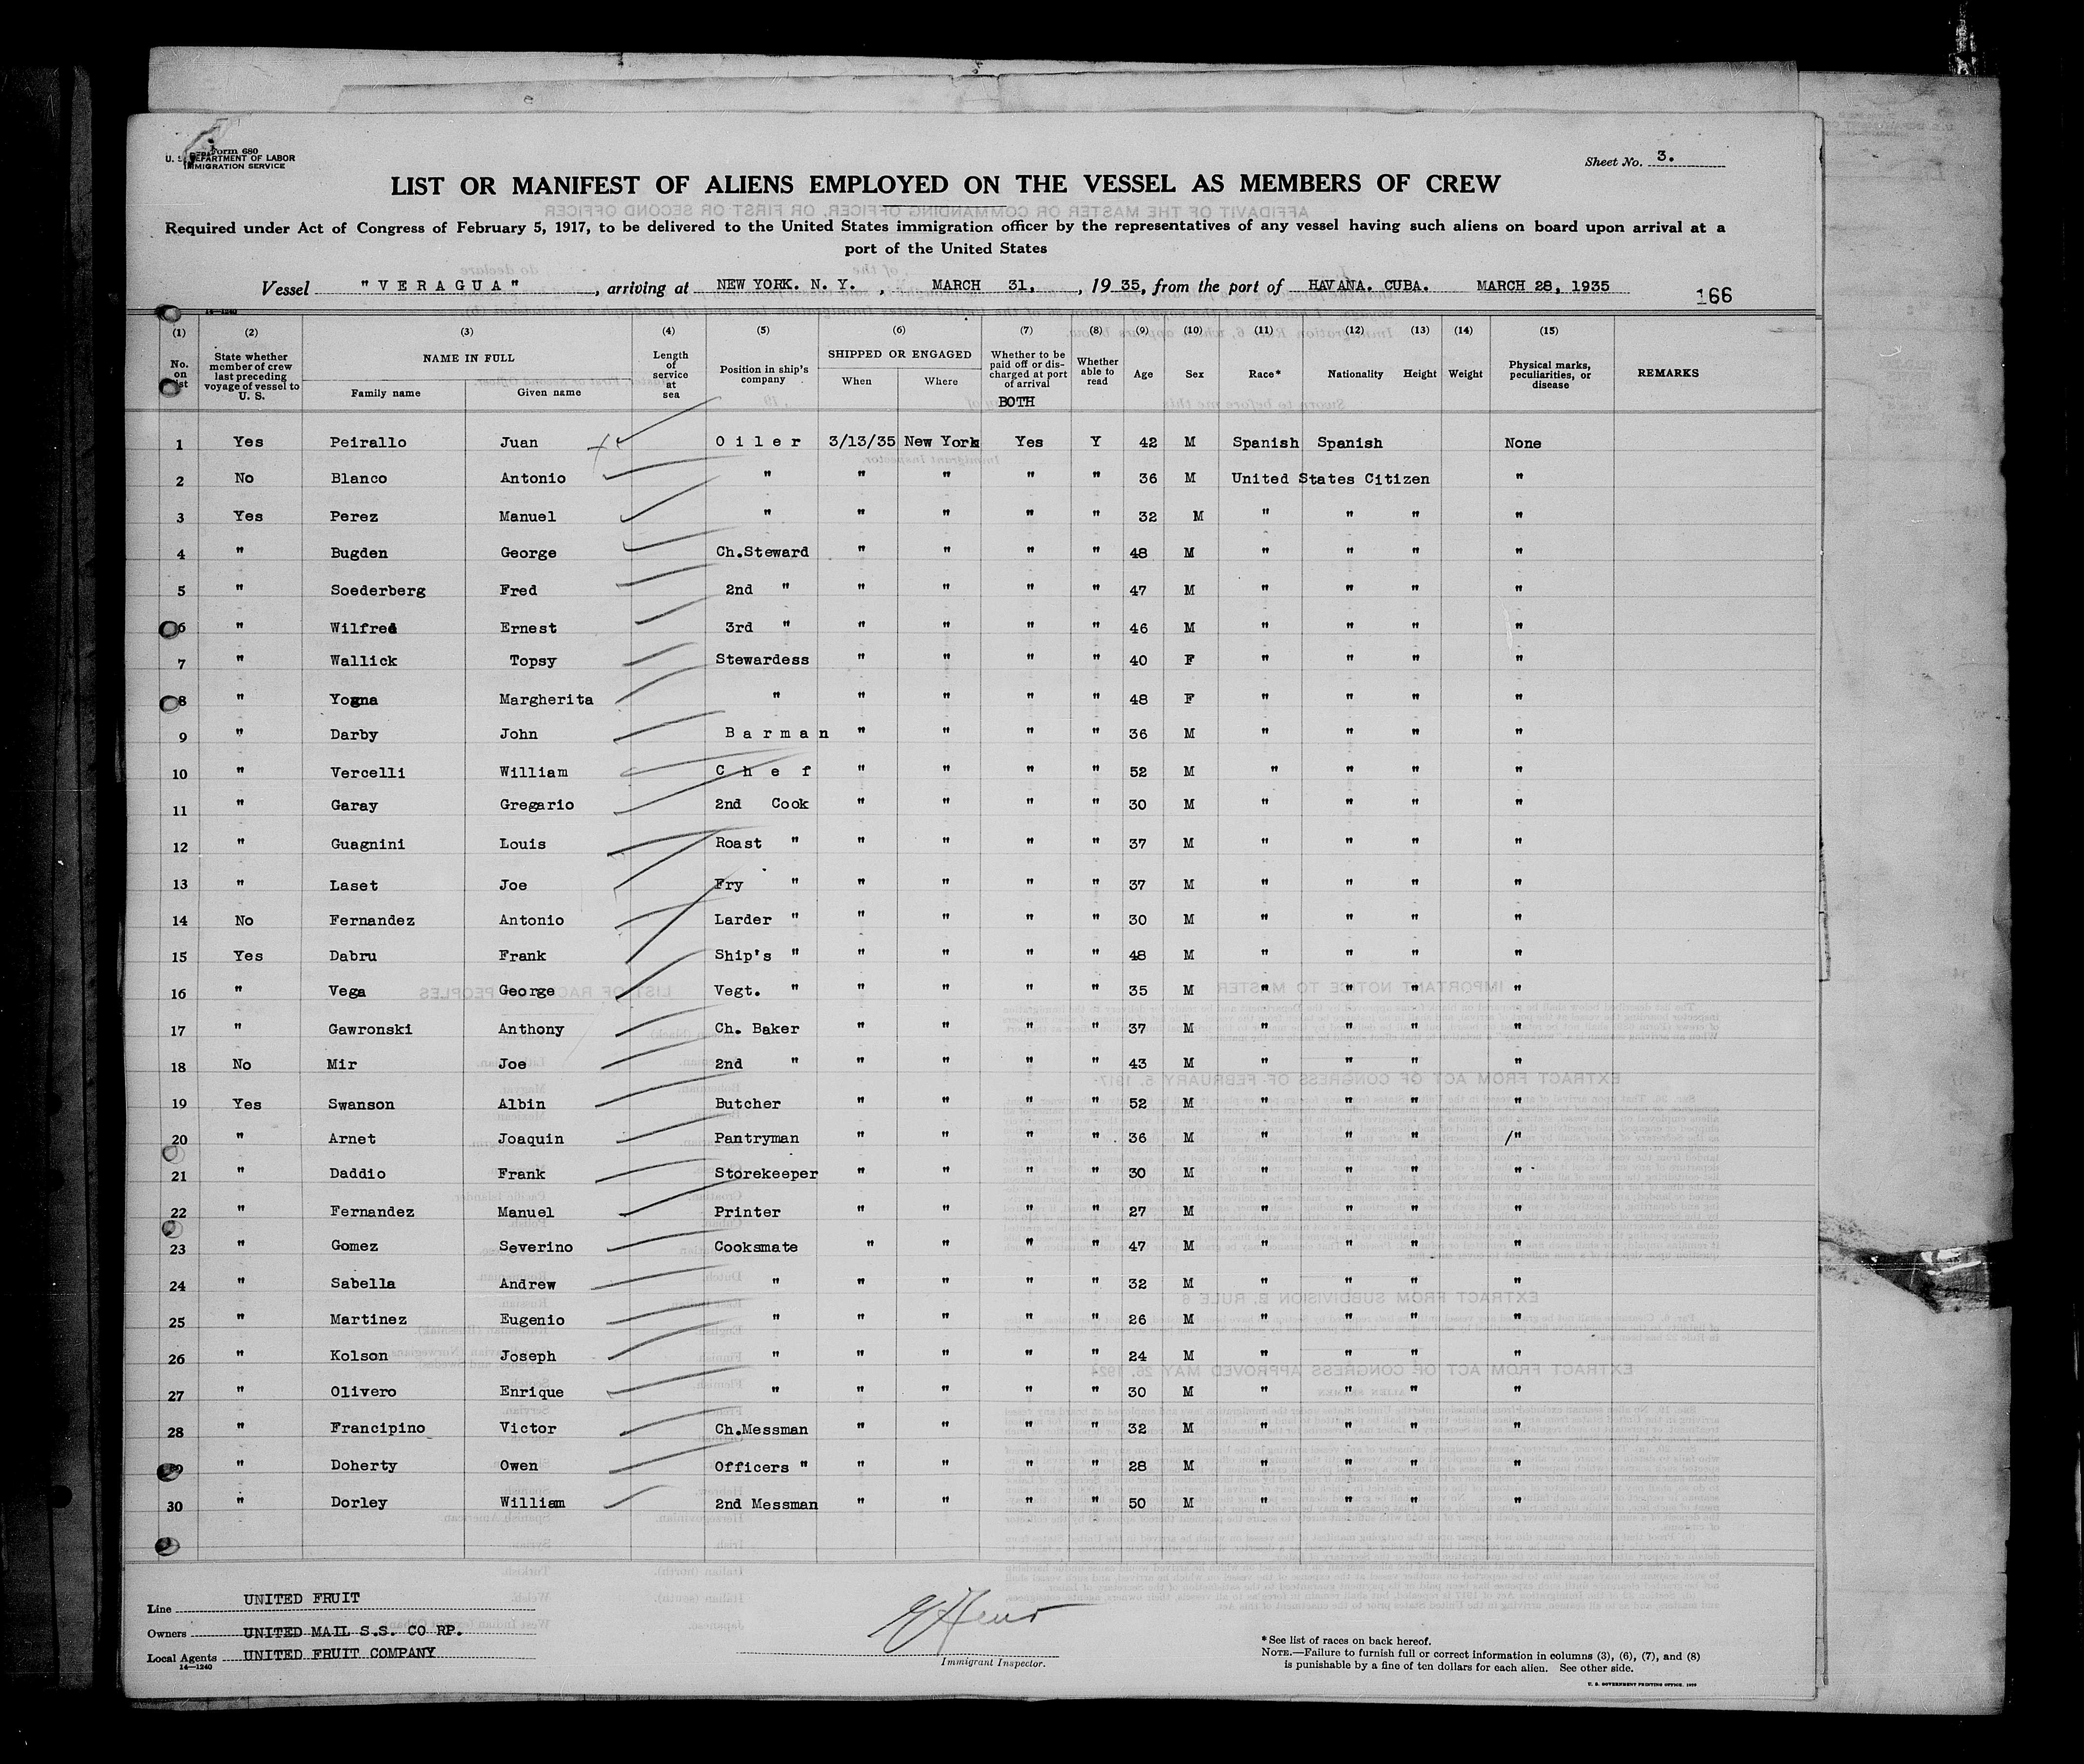 Form 680
U. S. DEPARTMENT OF LABOR
IMMIGRATION SERVICE
Sheet No. 3.
LIST OR MANIFEST OF ALIENS EMPLOYED ON THE VESSEL AS MEMBERS OF CREW
Required under Act of Congress of February 5, 1917, to be delivered to the United States immigration officer by the representatives of any vessel having such aliens on board upon arrival at a
port of the United States
Vessel "VERAGUA", arriving at NEW YORK. N. Y., MARCH 31, , 1935, from the port of HAVANA. CUBA. MARCH 28, 1935 166
14—1240
(1) (2) (3) (4) (5) (6) (7) (8) (9) (10) (11) (12) (13) (14) (15)
No. on list State whether member of crew last preceding voyage of vessel to U. S. NAME IN FULL Family name Given name Length of service at sea Position in ship's company SHIPPED OR ENGAGED When Where Whether to be paid off or discharged at port of arrival BOTH Whether able to read Age Sex Race* Nationality Height Weight Physical marks, peculiarities, or disease REMARKS
1 Yes Peirallo Juan Oiler 3/13/35 New York Yes Y 42 M Spanish Spanish None
2 No Blanco Antonio " " " " " 36 M United States Citizen "
3 Yes Perez Manuel " " " " " 32 M " " " "
4 " Bugden George Ch.Steward " " " " 48 M " " " "
5 " Soederberg Fred 2nd " " " " " 47 M " " " "
6 " Wilfred Ernest 3rd " " " " " 46 M " " " "
7 " Wallick Topsy Stewardess " " " " 40 F " " " "
8 " Yogna Margherita " " " " " 48 F " " " "
9 " Darby John Barman " " " " 36 M " " " "
10 " Vercelli William Chef " " " " 52 M " " " "
11 " Garay Gregario 2nd Cook " " " " 30 M " " " "
12 " Guagnini Louis Roast " " " " " 37 M " " " "
13 " Laset Joe Fry " " " " " 37 M " " " "
14 No Fernandez Antonio Larder " " " " " 30 M " " " "
15 Yes Dabru Frank Ship's " " " " " 48 M " " " "
16 " Vega George Vegt. " " " " " 35 M " " " "
17 " Gawronski Anthony Ch. Baker " " " " 37 M " " " "
18 No Mir Joe 2nd " " " " " 43 M " " " "
19 Yes Swanson Albin Butcher " " " " 52 M " " " "
20 " Arnet Joaquin Pantryman " " " " 36 M " " " "
21 " Daddio Frank Storekeeper " " " " 30 M " " " "
22 " Fernandez Manuel Printer " " " " 27 M " " " "
23 " Gomez Severino Cooksmate " " " " 47 M " " " "
24 " Sabella Andrew " " " " " 32 M " " " "
25 " Martinez Eugenio " " " " " 26 M " " " "
26 " Kolson Joseph " " " " " 24 M " " " "
27 " Olivero Enrique " " " " " 30 M " " " "
28 " Francipino Victor Ch.Messman " " " " 32 M " " " "
29 " Doherty Owen Officers " " " " " 28 M " " " "
30 " Dorley William 2nd Messman " " " " 50 M " " " "
Line UNITED FRUIT
Owners UNITED MAIL S.S. CO RP.
Local Agents UNITED FRUIT COMPANY
14—1240
Immigrant Inspector.
*See list of races on back hereof.
NOTE.—Failure to furnish full or correct information in columns (3), (6), (7), and (8)
is punishable by a fine of ten dollars for each alien. See other side.